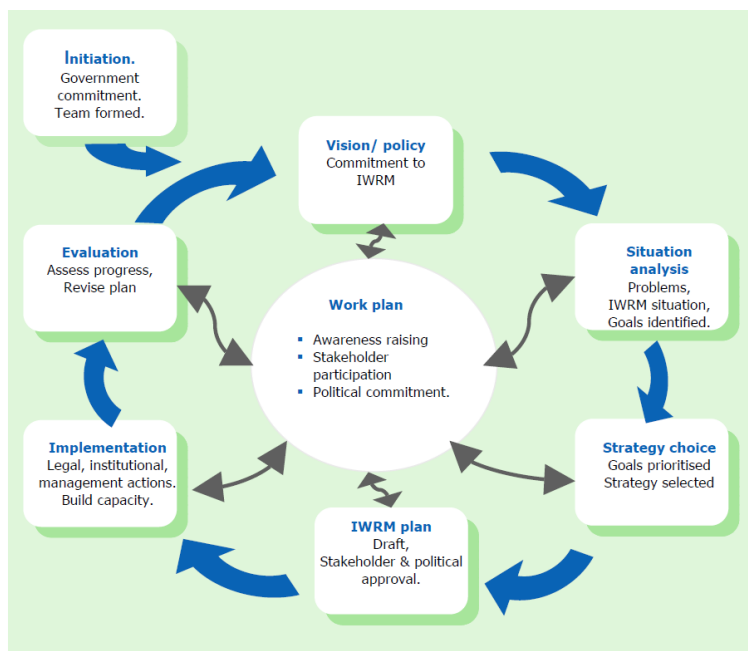 Initiation.
Government
commitment.
Team formed.
Vision/ policy
Commitment to
IWRM
Situation
analysis
Problems,
IWRM situation,
Goals identified.
Strategy choice
Goals prioritised
Strategy selected
IWRM plan
Draft,
Stakeholder & political
approval.
Implementation
Legal, institutional,
management actions.
Build capacity.
Evaluation
Assess progress,
Revise plan
Work plan
▪ Awareness raising
▪ Stakeholder
participation
▪ Political commitment.